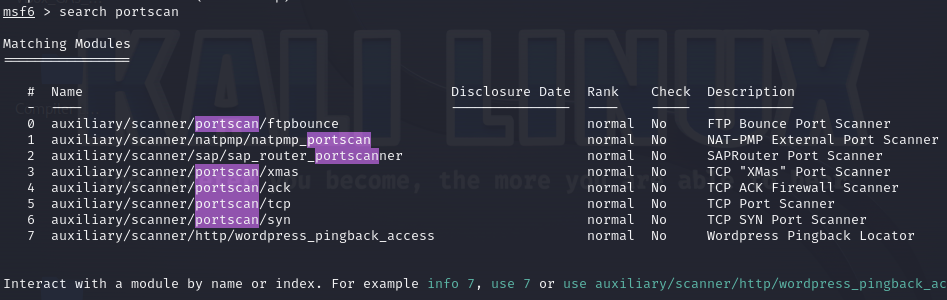 msf6 > search portscan
Matching Modules
================
# Name Disclosure Date Rank Check Description
- ---- --------------- ---- ----- -----------
0 auxiliary/scanner/portscan/ftpbounce normal No FTP Bounce Port Scanner
1 auxiliary/scanner/natpmp/natpmp_portscan normal No NAT-PMP External Port Scanner
2 auxiliary/scanner/sap/sap_router_portscanner normal No SAPRouter Port Scanner
3 auxiliary/scanner/portscan/xmas normal No TCP "XMas" Port Scanner
4 auxiliary/scanner/portscan/ack normal No TCP ACK Firewall Scanner
5 auxiliary/scanner/portscan/tcp normal No TCP Port Scanner
6 auxiliary/scanner/portscan/syn normal No TCP SYN Port Scanner
7 auxiliary/scanner/http/wordpress_pingback_access normal No Wordpress Pingback Locator
Interact with a module by name or index. For example info 7, use 7 or use auxiliary/scanner/http/wordpress_pingback_ac
KALI LINUX
become, the more you